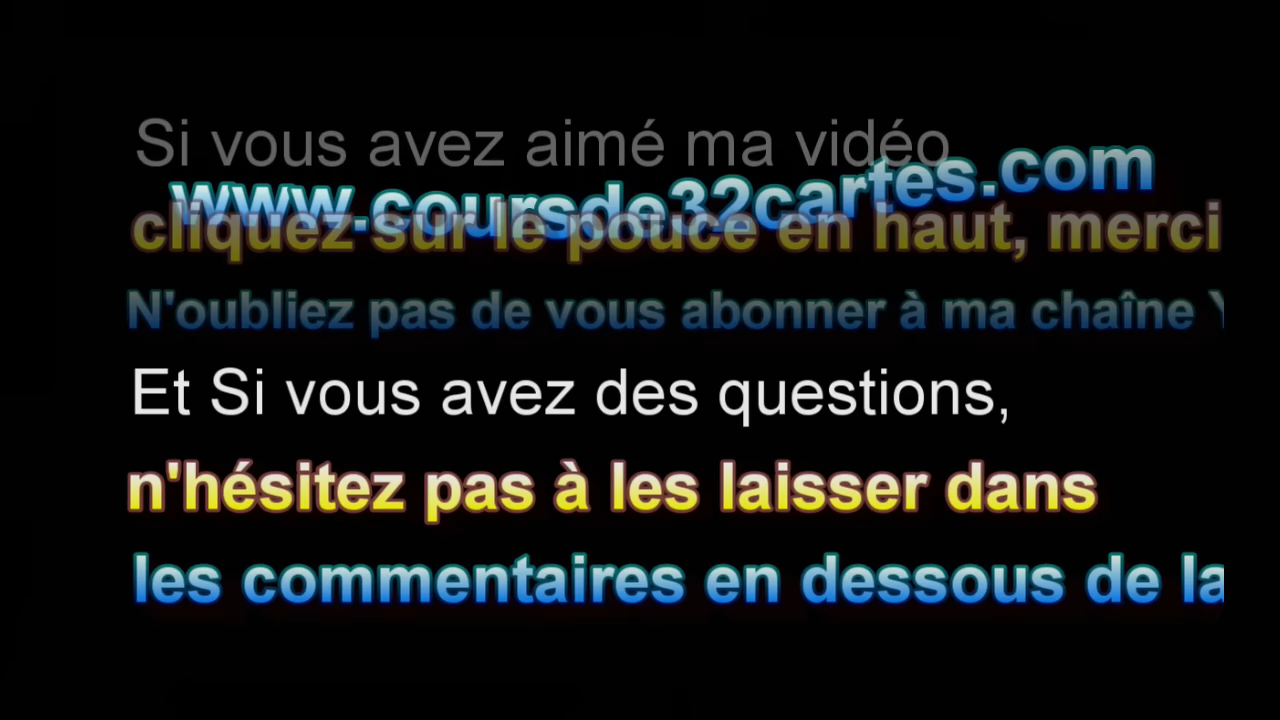 Si vous avez aimé ma vidéo
www.coursde32cartes.com
cliquez sur le pouce en haut, merci
N'oubliez pas de vous abonner à ma chaîne
Et Si vous avez des questions,
n'hésitez pas à les laisser dans
les commentaires en dessous de la